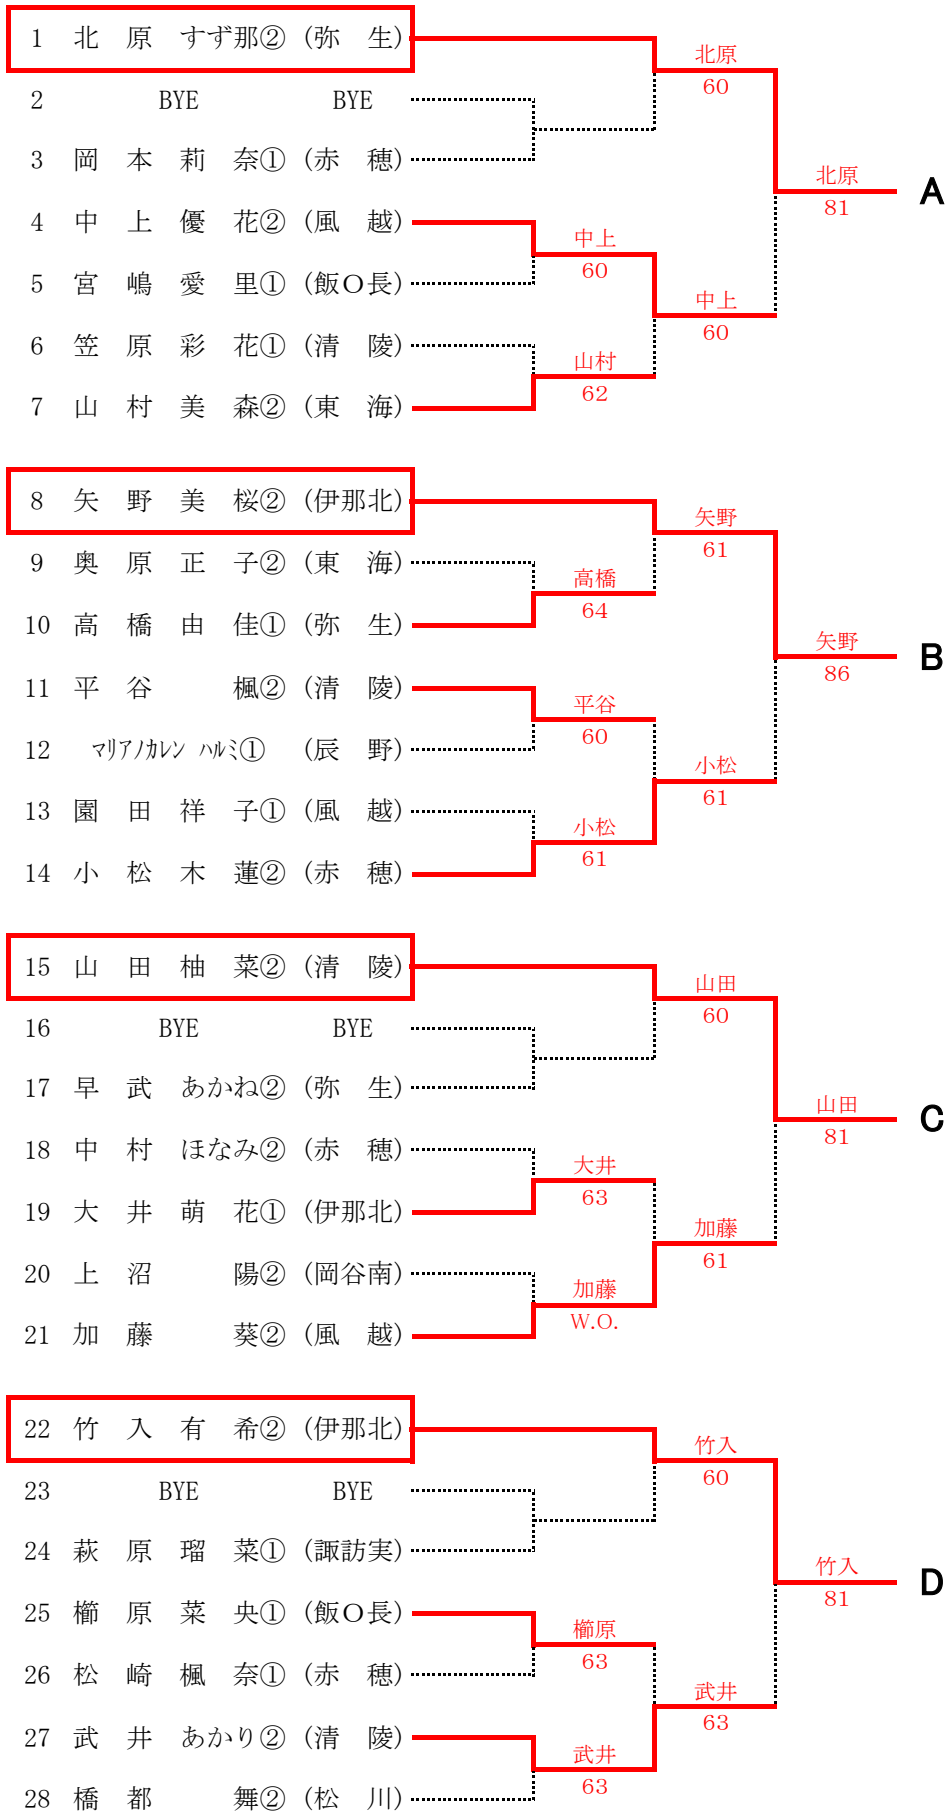 1 北 原 すず那② (弥 生)
北原
60
2 BYE BYE
3 岡 本 莉 奈① (赤 穂)
北原
81
A
4 中 上 優 花② (風 越)
中上
60
5 宮 嶋 愛 里① (飯O長)
中上
60
6 笠 原 彩 花① (清 陵)
山村
62
7 山 村 美 森② (東 海)
8 矢 野 美 桜② (伊那北)
矢野
61
9 奥 原 正 子② (東 海)
高橋
64
10 高 橋 由 佳① (弥 生)
矢野
86
B
11 平 谷 楓② (清 陵)
平谷
60
12 マリアノカレン ハルミ① (辰 野)
小松
61
13 園 田 祥 子① (風 越)
小松
61
14 小 松 木 蓮② (赤 穂)
15 山 田 柚 菜② (清 陵)
山田
60
16 BYE BYE
17 早 武 あかね② (弥 生)
山田
81
C
18 中 村 ほなみ② (赤 穂)
大井
63
19 大 井 萌 花① (伊那北)
加藤
61
20 上 沼 陽② (岡谷南)
加藤
W.O.
21 加 藤 葵② (風 越)
22 竹 入 有 希② (伊那北)
竹入
60
23 BYE BYE
24 萩 原 瑠 菜① (諏訪実)
竹入
81
D
25 櫛 原 菜 央① (飯O長)
櫛原
63
26 松 崎 楓 奈① (赤 穂)
武井
63
27 武 井 あかり② (清 陵)
武井
63
28 橋 都 舞② (松 川)